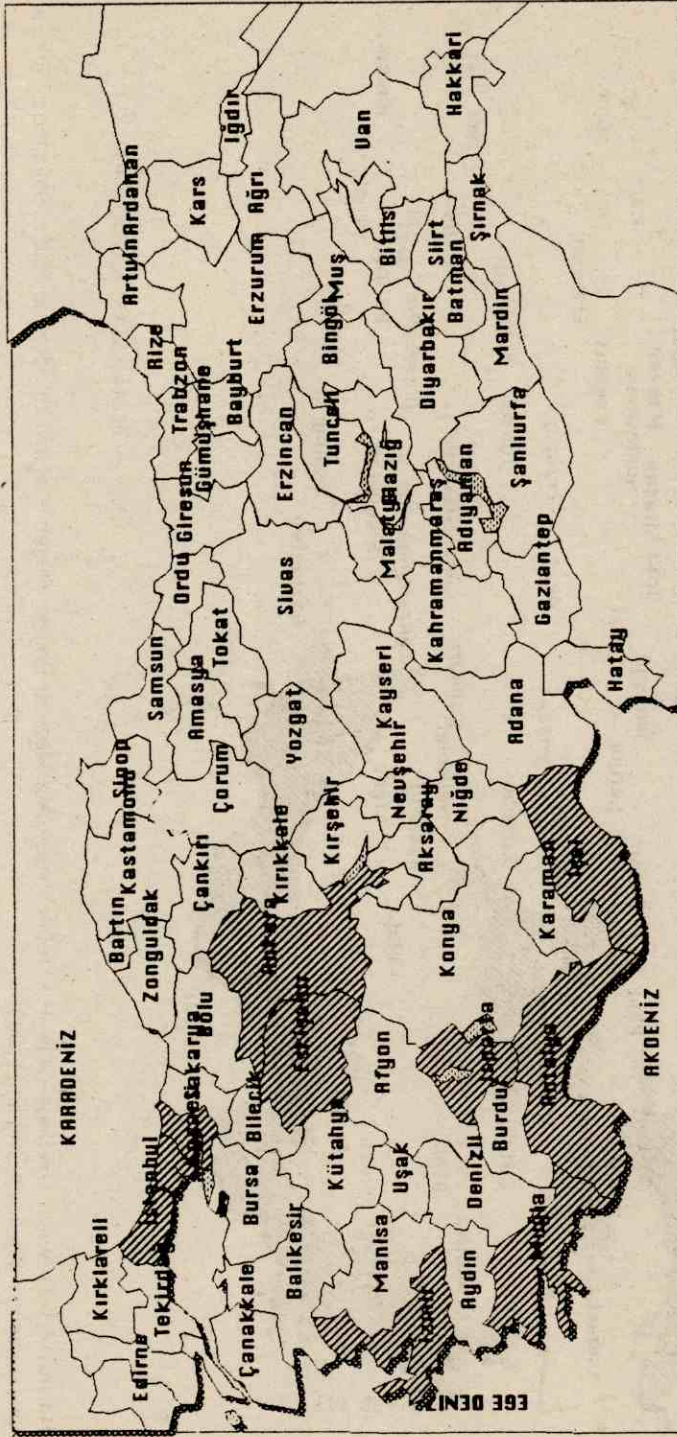 KARADENİZ
Kırklareli
Edirne
Tekirdağ
İstanbul
Kocaeli
Sakarya
Bolu
Zonguldak
Bartın
Kastamonu
Sinop
Samsun
Ordu
Giresun
Trabzon
Rize
Artvin
Ardahan
Kars
Iğdır
Ağrı
Erzurum
Bayburt
Gümüşhane
Çanakkale
Bursa
Bilecik
Eskişehir
Ankara
Çankırı
Çorum
Amasya
Tokat
Sivas
Erzincan
Tunceli
Bingöl
Muş
Van
Bitlis
Balıkesir
Kütahya
Kırıkkale
Kırşehir
Yozgat
Kayseri
Nevşehir
Malatya
Elazığ
Diyarbakır
Batman
Siirt
Hakkari
Şırnak
Mardin
Manisa
Uşak
Afyon
Konya
Aksaray
Niğde
Kahramanmaraş
Adıyaman
Şanlıurfa
Gaziantep
İzmir
Aydın
Denizli
Burdur
Isparta
Karaman
Adana
Hatay
Muğla
Antalya
İçel
EGE DENİZ
AKDENİZ